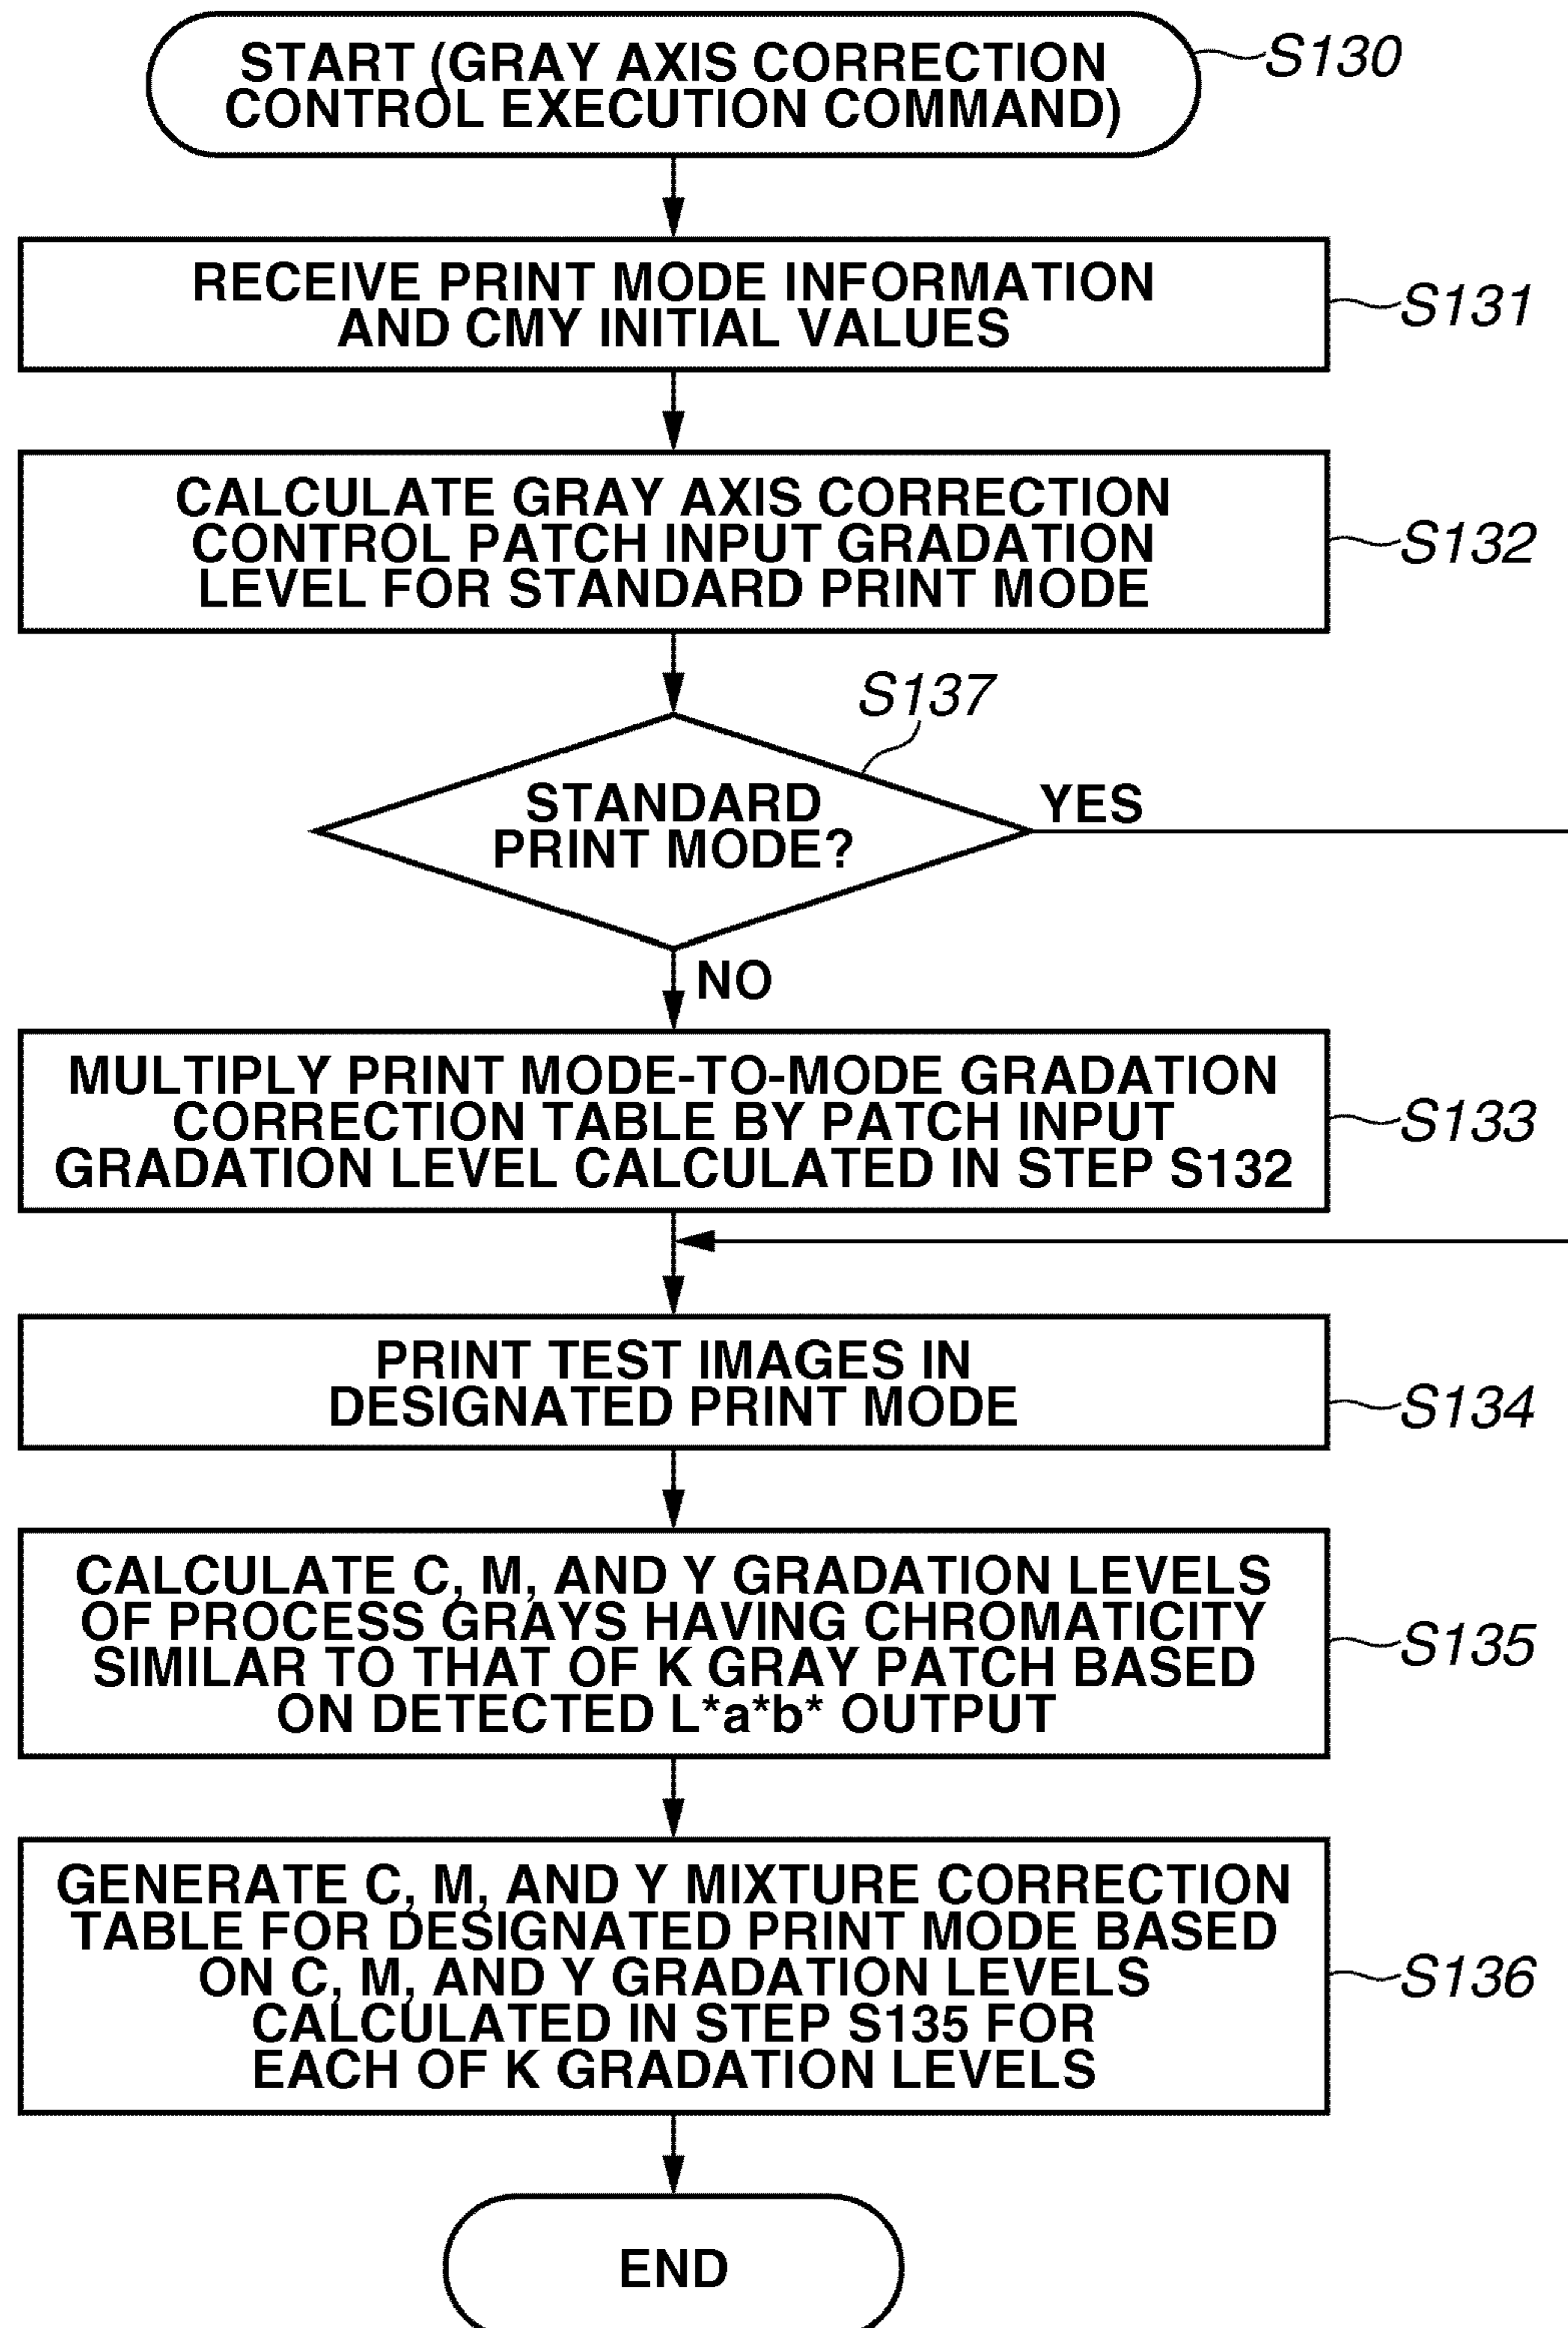 START (GRAY AXIS CORRECTION
CONTROL EXECUTION COMMAND)
S130
RECEIVE PRINT MODE INFORMATION
AND CMY INITIAL VALUES
S131
CALCULATE GRAY AXIS CORRECTION
CONTROL PATCH INPUT GRADATION
LEVEL FOR STANDARD PRINT MODE
S132
S137
STANDARD
PRINT MODE?
YES
NO
MULTIPLY PRINT MODE-TO-MODE GRADATION
CORRECTION TABLE BY PATCH INPUT
GRADATION LEVEL CALCULATED IN STEP S132
S133
PRINT TEST IMAGES IN
DESIGNATED PRINT MODE
S134
CALCULATE C, M, AND Y GRADATION LEVELS
OF PROCESS GRAYS HAVING CHROMATICITY
SIMILAR TO THAT OF K GRAY PATCH BASED
ON DETECTED L*a*b* OUTPUT
S135
GENERATE C, M, AND Y MIXTURE CORRECTION
TABLE FOR DESIGNATED PRINT MODE BASED
ON C, M, AND Y GRADATION LEVELS
CALCULATED IN STEP S135 FOR
EACH OF K GRADATION LEVELS
S136
END